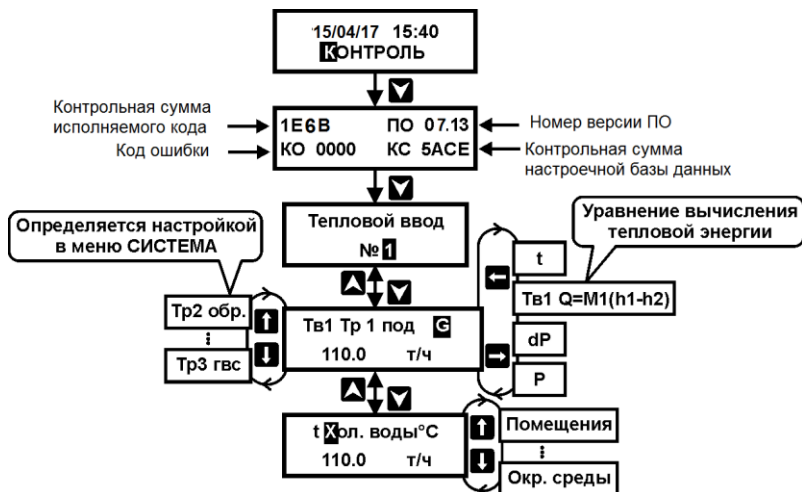 15/04/17 15:40
КОНТРОЛЬ
Контрольная сумма
исполняемого кода
Код ошибки
1E6B ПО 07.13
КО 0000 КС 5ACE
Номер версии ПО
Контрольная сумма
настроечной базы данных
Определяется настройкой
в меню СИСТЕМА
Тепловой ввод
№ 1
Уравнение вычисления
тепловой энергии
Тр2 обр.
Тр3 гвс
Тв1 Тр 1 под G
110.0 т/ч
t
Тв1 Q=M1(h1-h2)
dP
P
t Хол. воды°C
110.0 т/ч
Помещения
Окр. среды